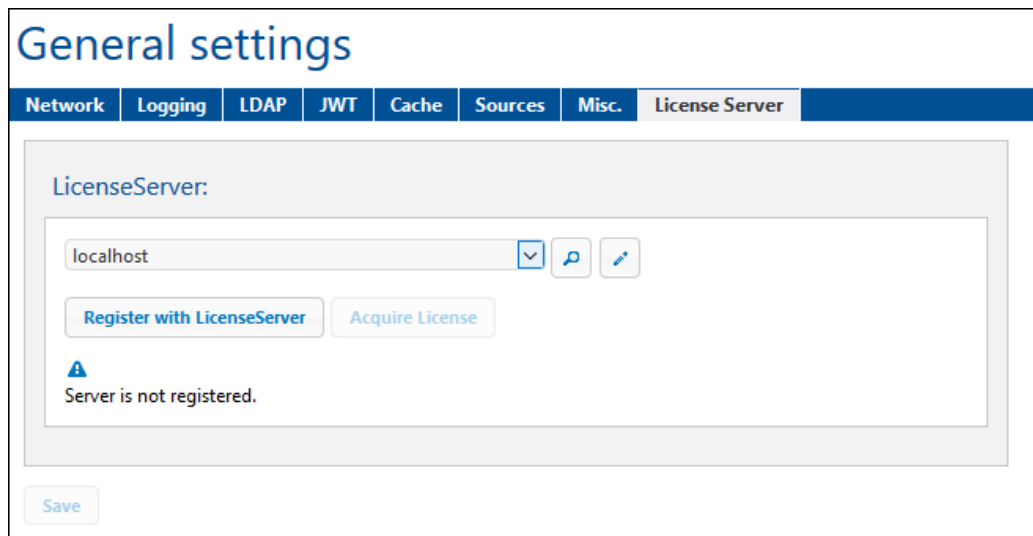 General settings
Network Logging LDAP JWT Cache Sources Misc. License Server
LicenseServer:
localhost
Register with LicenseServer Acquire License
Server is not registered.
Save